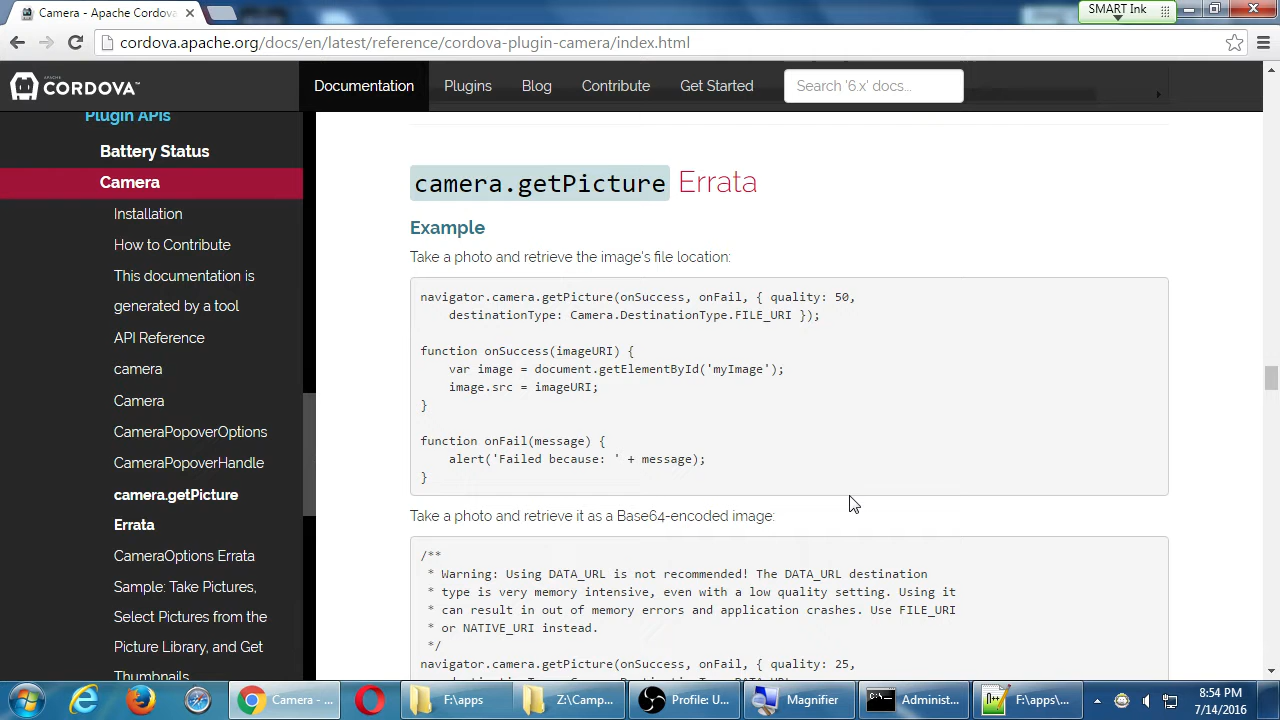 Camera - Apache Cordova
SMART Ink
cordova.apache.org/docs/en/latest/reference/cordova-plugin-camera/index.html
APACHE
CORDOVA™
Documentation
Plugins
Blog
Contribute
Get Started
Search '6.x' docs...
Plugin APIs
Battery Status
Camera
Installation
How to Contribute
This documentation is
generated by a tool
API Reference
camera
Camera
CameraPopoverOptions
CameraPopoverHandle
camera.getPicture
Errata
CameraOptions Errata
Sample: Take Pictures,
Select Pictures from the
Picture Library, and Get
Thumbnails
camera.getPicture Errata
Example
Take a photo and retrieve the image's file location:
navigator.camera.getPicture(onSuccess, onFail, { quality: 50,
destinationType: Camera.DestinationType.FILE_URI });
function onSuccess(imageURI) {
var image = document.getElementById('myImage');
image.src = imageURI;
}
function onFail(message) {
alert('Failed because: ' + message);
}
Take a photo and retrieve it as a Base64-encoded image:
/**
* Warning: Using DATA_URL is not recommended! The DATA_URL destination
* type is very memory intensive, even with a low quality setting. Using it
* can result in out of memory errors and application crashes. Use FILE_URI
* or NATIVE_URI instead.
*/
navigator.camera.getPicture(onSuccess, onFail, { quality: 25,
Camera - ...
F:\apps
Z:\Camp...
Profile: U...
Magnifier
Administ...
F:\apps\...
8:54 PM
7/14/2016